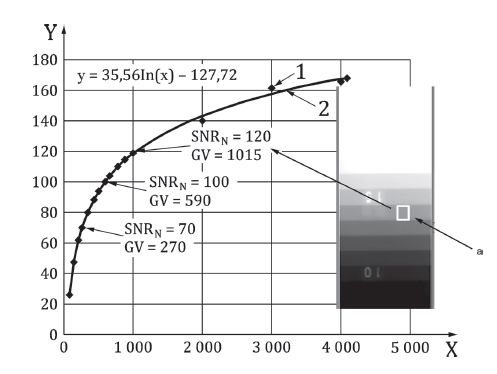 Y
180
y = 35,56In(x) – 127,72
160
140
120
100
80
60
40
20
0
1
2
SNR_N = 120
GV = 1015
SNR_N = 100
GV = 590
SNR_N = 70
GV = 270
a
0 1 000 2 000 3 000 4 000 5 000 X